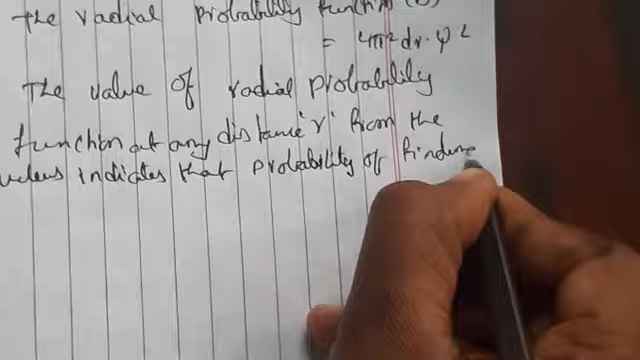 The radial probability function (D)
= 4πr² dr. ψ²
The value of radial probability
function at any distance 'r' from the
ucleus indicates that probability of finding